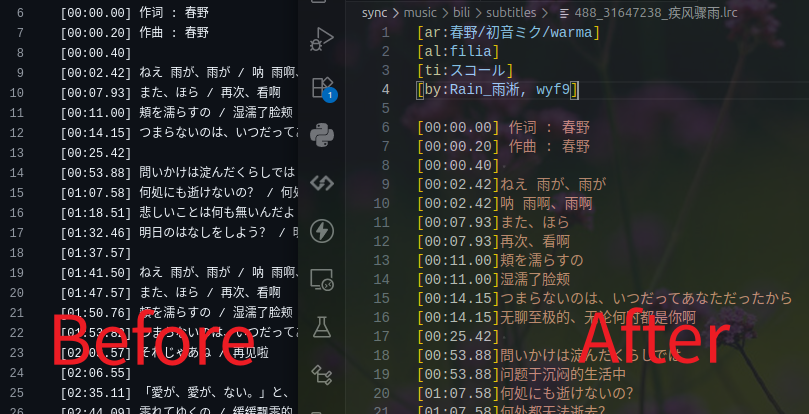 6 [00:00.00] 作词 : 春野
7 [00:00.20] 作曲 : 春野
8 [00:00.40]
9 [00:02.42] ねえ 雨が、雨が / 呐 雨啊、
10 [00:07.93] また、ほら / 再次、看啊
11 [00:11.00] 頬を濡らすの / 湿濡了脸颊
12 [00:14.15] つまらないのは、いつだってあ
13 [00:25.42]
14 [00:53.88] 問いかけは淀んだくらしでは
15 [01:07.58] 何処にも逝けないの? / 何处
16 [01:18.51] 悲しいことは何も無いんだよ
17 [01:32.46] 明日のはなしをしよう? /
18 [01:37.57]
19 [01:41.50] ねえ 雨が、雨が / 呐 雨啊、
20 [01:47.57] また、ほら / 再次、看啊
21 [01:50.76] 頬を濡らすの / 湿濡了脸颊
22 つまらないのは、いつだってあ
23 それじゃあね / 再见啦
24 [02:06.55]
25 [02:35.11] 「愛が、愛が、ない。」と、
26 [02:44.09] 零れてゆくの / 缓缓飘零的
Before
sync > music > bili > subtitles > 488_31647238_疾风骤雨.lrc
1 [ar:春野/初音ミク/warma]
2 [al:filia]
3 [ti:スコール]
4 [by:Rain_雨淅, wyf9]
5
6 [00:00.00] 作词 : 春野
7 [00:00.20] 作曲 : 春野
8 [00:00.40]
9 [00:02.42]ねえ 雨が、雨が
10 [00:02.42]呐 雨啊、雨啊
11 [00:07.93]また、ほら
12 [00:07.93]再次、看啊
13 [00:11.00]頬を濡らすの
14 [00:11.00]湿濡了脸颊
15 [00:14.15]つまらないのは、いつだってあなただったから
16 [00:14.15]无聊至极的、无论何时都是你啊
17 [00:25.42]
18 [00:53.88]問いかけは淀んだくらしでは
19 [00:53.88]问题于沉闷的生活中
20 [01:07.58]何処にも逝けないの?
21 [01:07.58]何处都无法逝去?
After
1